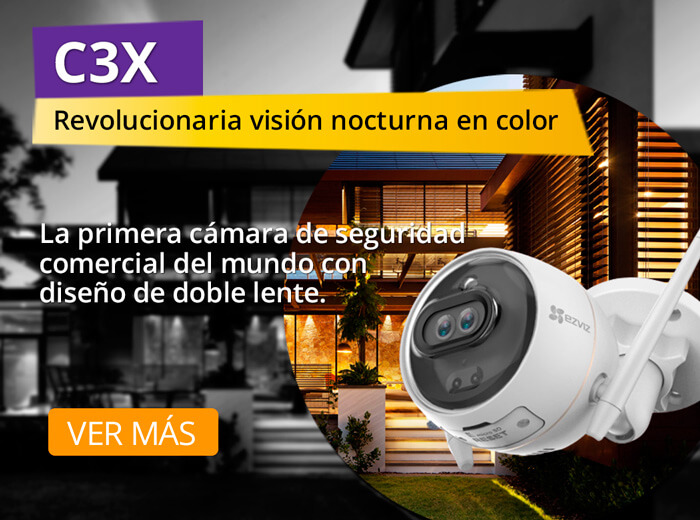 C3X
Revolucionaria visión nocturna en color
La primera cámara de seguridad
comercial del mundo con
diseño de doble lente.
ezviz
RESET
VER MÁS